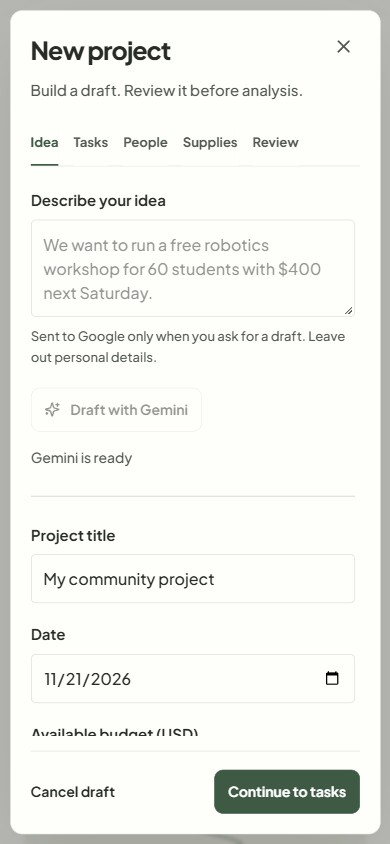 New project
Build a draft. Review it before analysis.
Idea Tasks People Supplies Review
Describe your idea
We want to run a free robotics
workshop for 60 students with $400
next Saturday.
Sent to Google only when you ask for a draft. Leave
out personal details.
Draft with Gemini
Gemini is ready
Project title
My community project
Date
11/21/2026
Available budget (USD)
Cancel draft
Continue to tasks